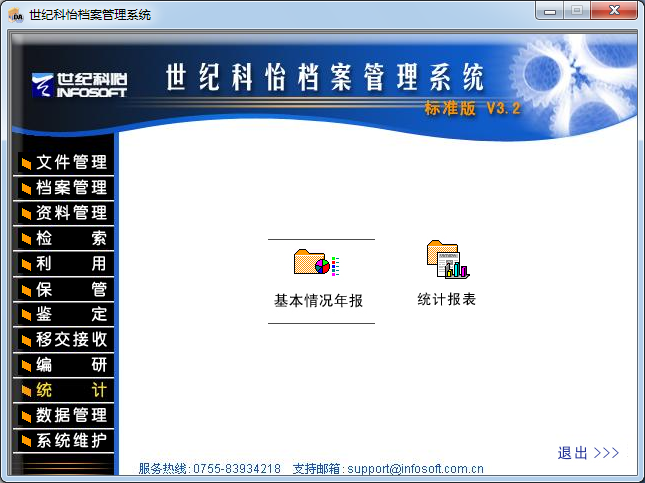 世纪科怡档案管理系统
世纪科怡
INFOSOFT
世纪科怡档案管理系统
标准版 V3.2
文件管理
档案管理
资料管理
检 索
利 用
保 管
鉴 定
移交接收
编 研
统 计
数据管理
系统维护
基本情况年报
统计报表
退出 >>>
服务热线:0755-83934218 支持邮箱:support@infosoft.com.cn